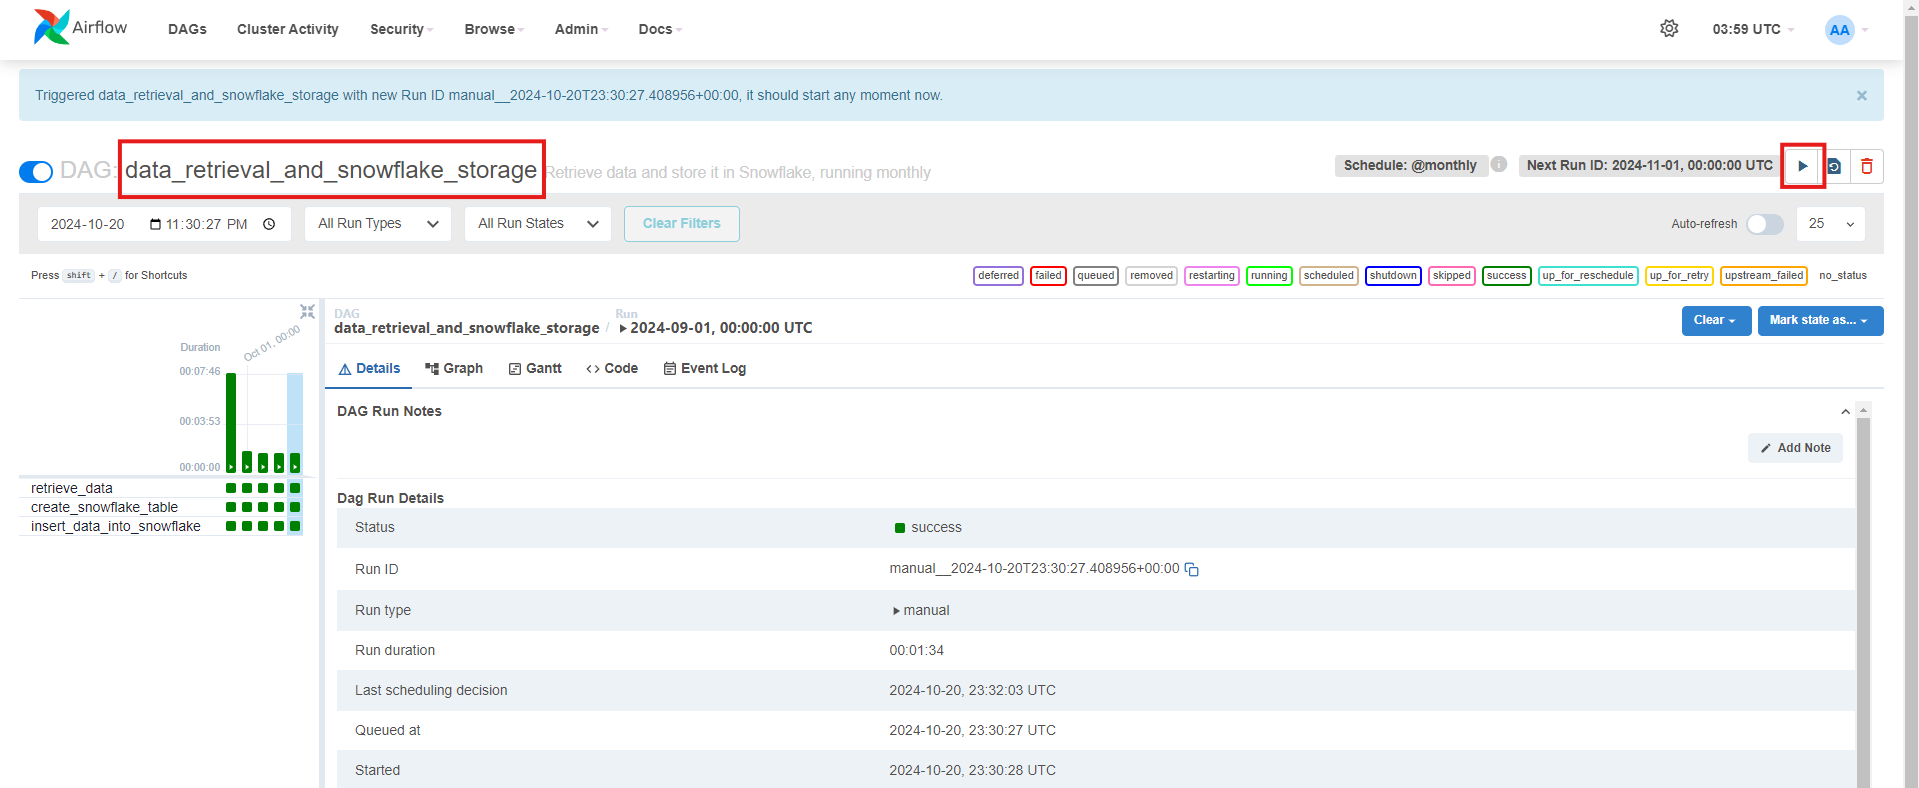 Airflow DAGs Cluster Activity Security Browse Admin Docs 03:59 UTC AA
Triggered data_retrieval_and_snowflake_storage with new Run ID manual__2024-10-20T23:30:27.408956+00:00, it should start any moment now. ×
DAG: data_retrieval_and_snowflake_storage Retrieve data and store it in Snowflake, running monthly Schedule: @monthly i Next Run ID: 2024-11-01, 00:00:00 UTC
2024-10-20 11:30:27 PM All Run Types All Run States Clear Filters Auto-refresh 25
Press shift + / for Shortcuts deferred failed queued removed restarting running scheduled shutdown skipped success up_for_reschedule up_for_retry upstream_failed no_status
DAG Run
data_retrieval_and_snowflake_storage / 2024-09-01, 00:00:00 UTC Clear Mark state as...
Oct 01, 00:00
Duration
00:07:46
00:03:53
00:00:00
retrieve_data
create_snowflake_table
insert_data_into_snowflake
Details Graph Gantt Code Event Log
DAG Run Notes
Add Note
Dag Run Details
Status success
Run ID manual__2024-10-20T23:30:27.408956+00:00
Run type manual
Run duration 00:01:34
Last scheduling decision 2024-10-20, 23:32:03 UTC
Queued at 2024-10-20, 23:30:27 UTC
Started 2024-10-20, 23:30:28 UTC